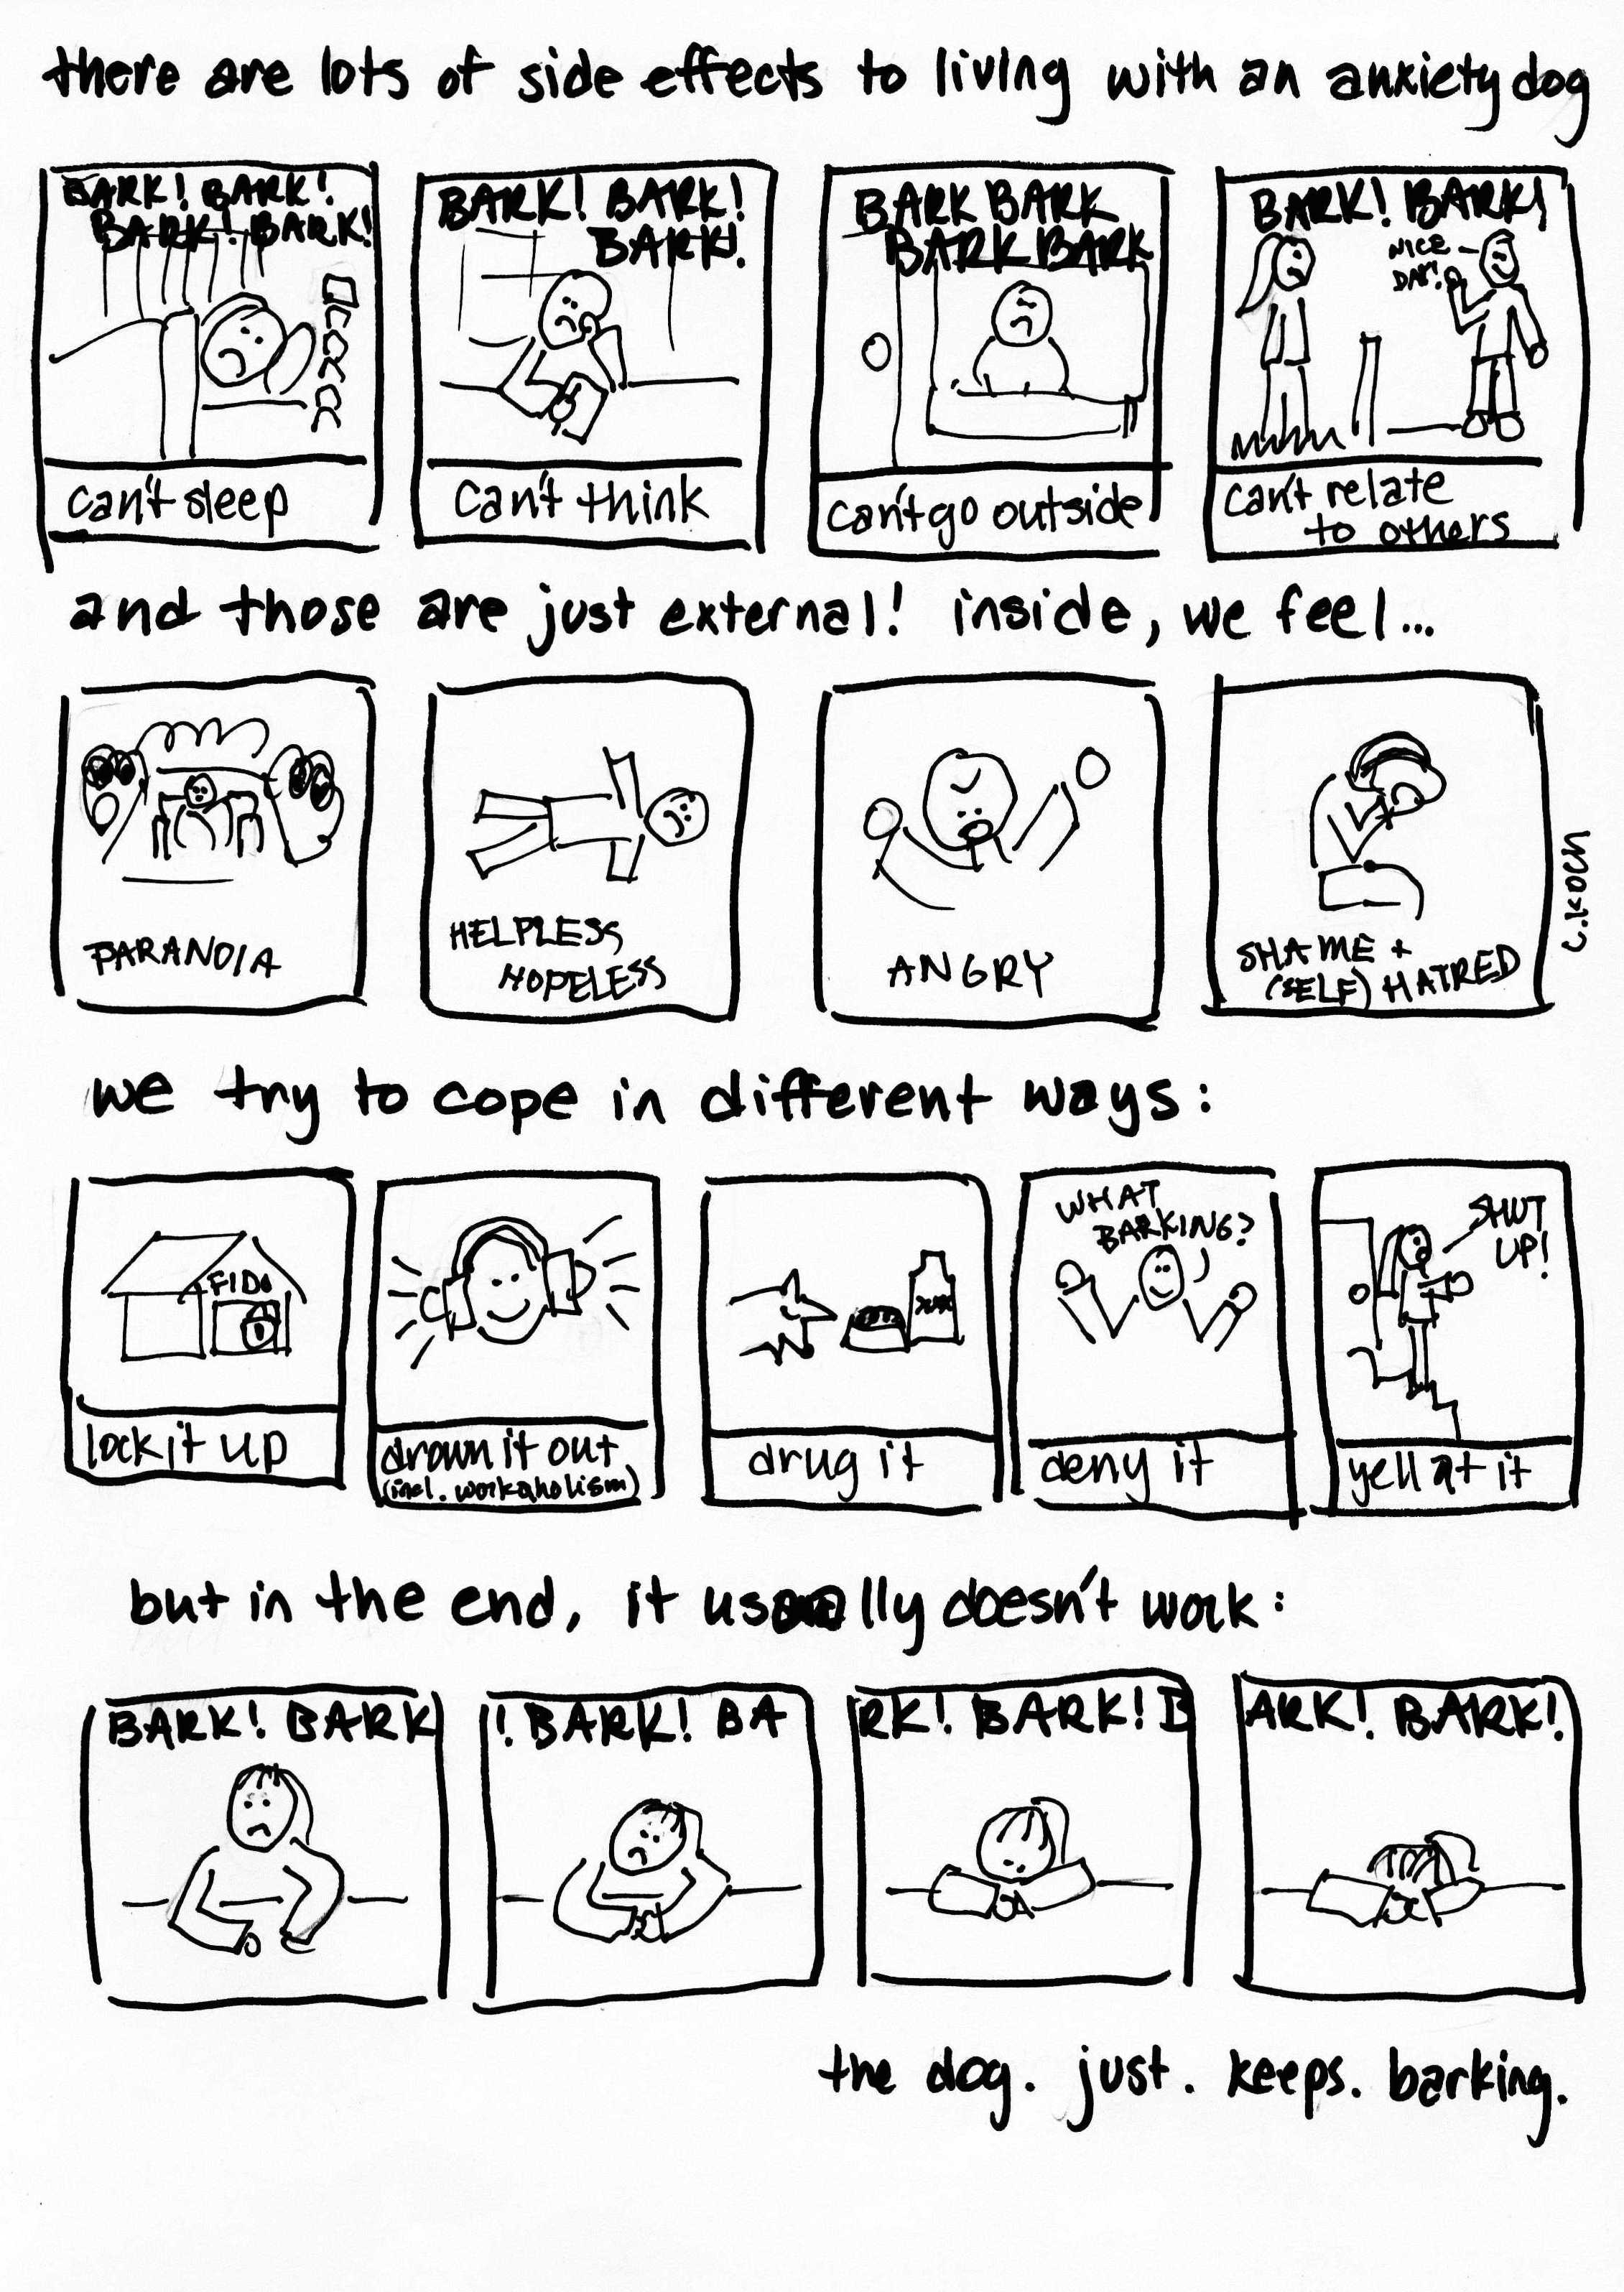 there are lots of side effects to living with an anxiety dog
BARK! BARK!
BARK! BARK!
can't sleep
BARK! BARK!
BARK!
can't think
BARK BARK
BARK BARK
can't go outside
BARK! BARK!
NICE
DAY!
can't relate
to others
and those are just external! inside, we feel...
PARANOIA
HELPLESS
HOPELESS
ANGRY
SHAME +
(SELF) HATRED
c.koch
we try to cope in different ways:
FIDO
lock it up
drown it out
(incl. workaholism)
XXX
drug it
WHAT
BARKING?
deny it
SHUT
UP!
yell at it
but in the end, it usually doesn't work:
BARK! BARK
! BARK! BA
RK! BARK! B
ARK! BARK!
the dog. just. keeps. barking.